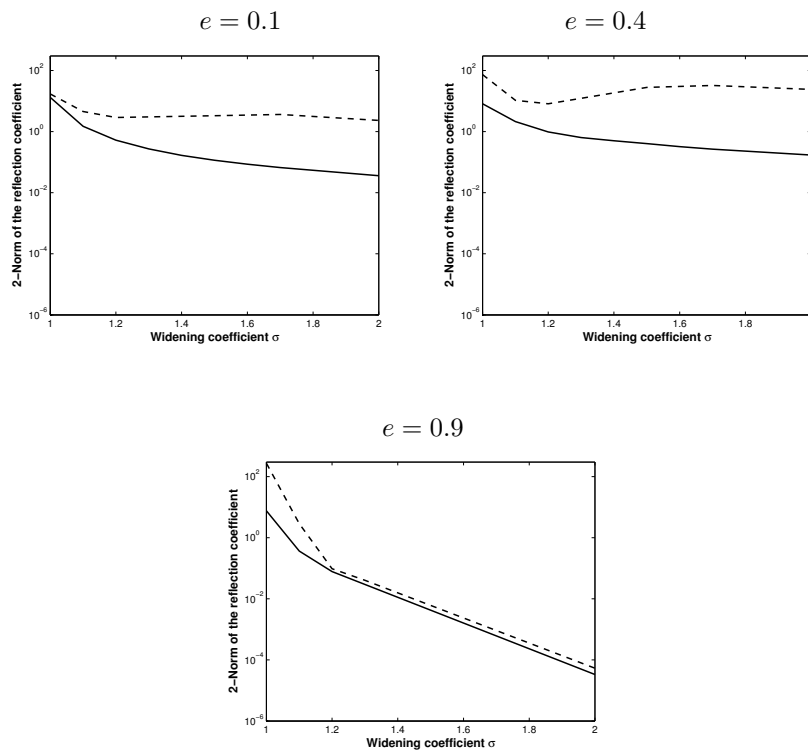 e = 0.1
10^2
10^0
10^−2
10^−4
10^−6
2−Norm of the reflection coefficient
1 1.2 1.4 1.6 1.8 2
Widening coefficient σ
e = 0.4
10^2
10^0
10^−2
10^−4
10^−6
2−Norm of the reflection coefficient
1 1.2 1.4 1.6 1.8
Widening coefficient σ
e = 0.9
10^2
10^0
10^−2
10^−4
10^−6
2−Norm of the reflection coefficient
1 1.2 1.4 1.6 1.8 2
Widening coefficient σ